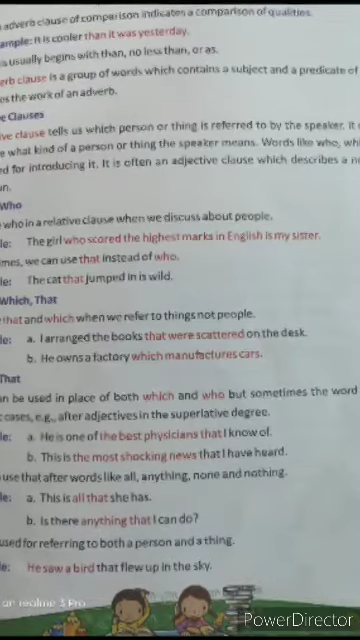 adverb clause of comparison indicates a comparison of qualities.
ample: It is cooler than it was yesterday.
usually begins with than, no less than, or as.
erb clause is a group of words which contains a subject and a predicate of
es the work of an adverb.
e Clauses
ive clause tells us which person or thing is referred to by the speaker. It
e what kind of a person or thing the speaker means. Words like who, whi
ed for introducing it. It is often an adjective clause which describes a n
un.
Who
who in a relative clause when we discuss about people.
le: The girl who scored the highest marks in English is my sister.
mes, we can use that instead of who.
le: The cat that jumped in is wild.
Which, That
that and which when we refer to things not people.
le: a. I arranged the books that were scattered on the desk.
b. He owns a factory which manufactures cars.
That
an be used in place of both which and who but sometimes the word
cases, e.g., after adjectives in the superlative degree.
le: a. He is one of the best physicians that I know of.
b. This is the most shocking news that I have heard.
use that after words like all, anything, none and nothing.
le: a. This is all that she has.
b. Is there anything that I can do?
used for referring to both a person and a thing.
le: He saw a bird that flew up in the sky.
on realme 3 Pro
PowerDirector